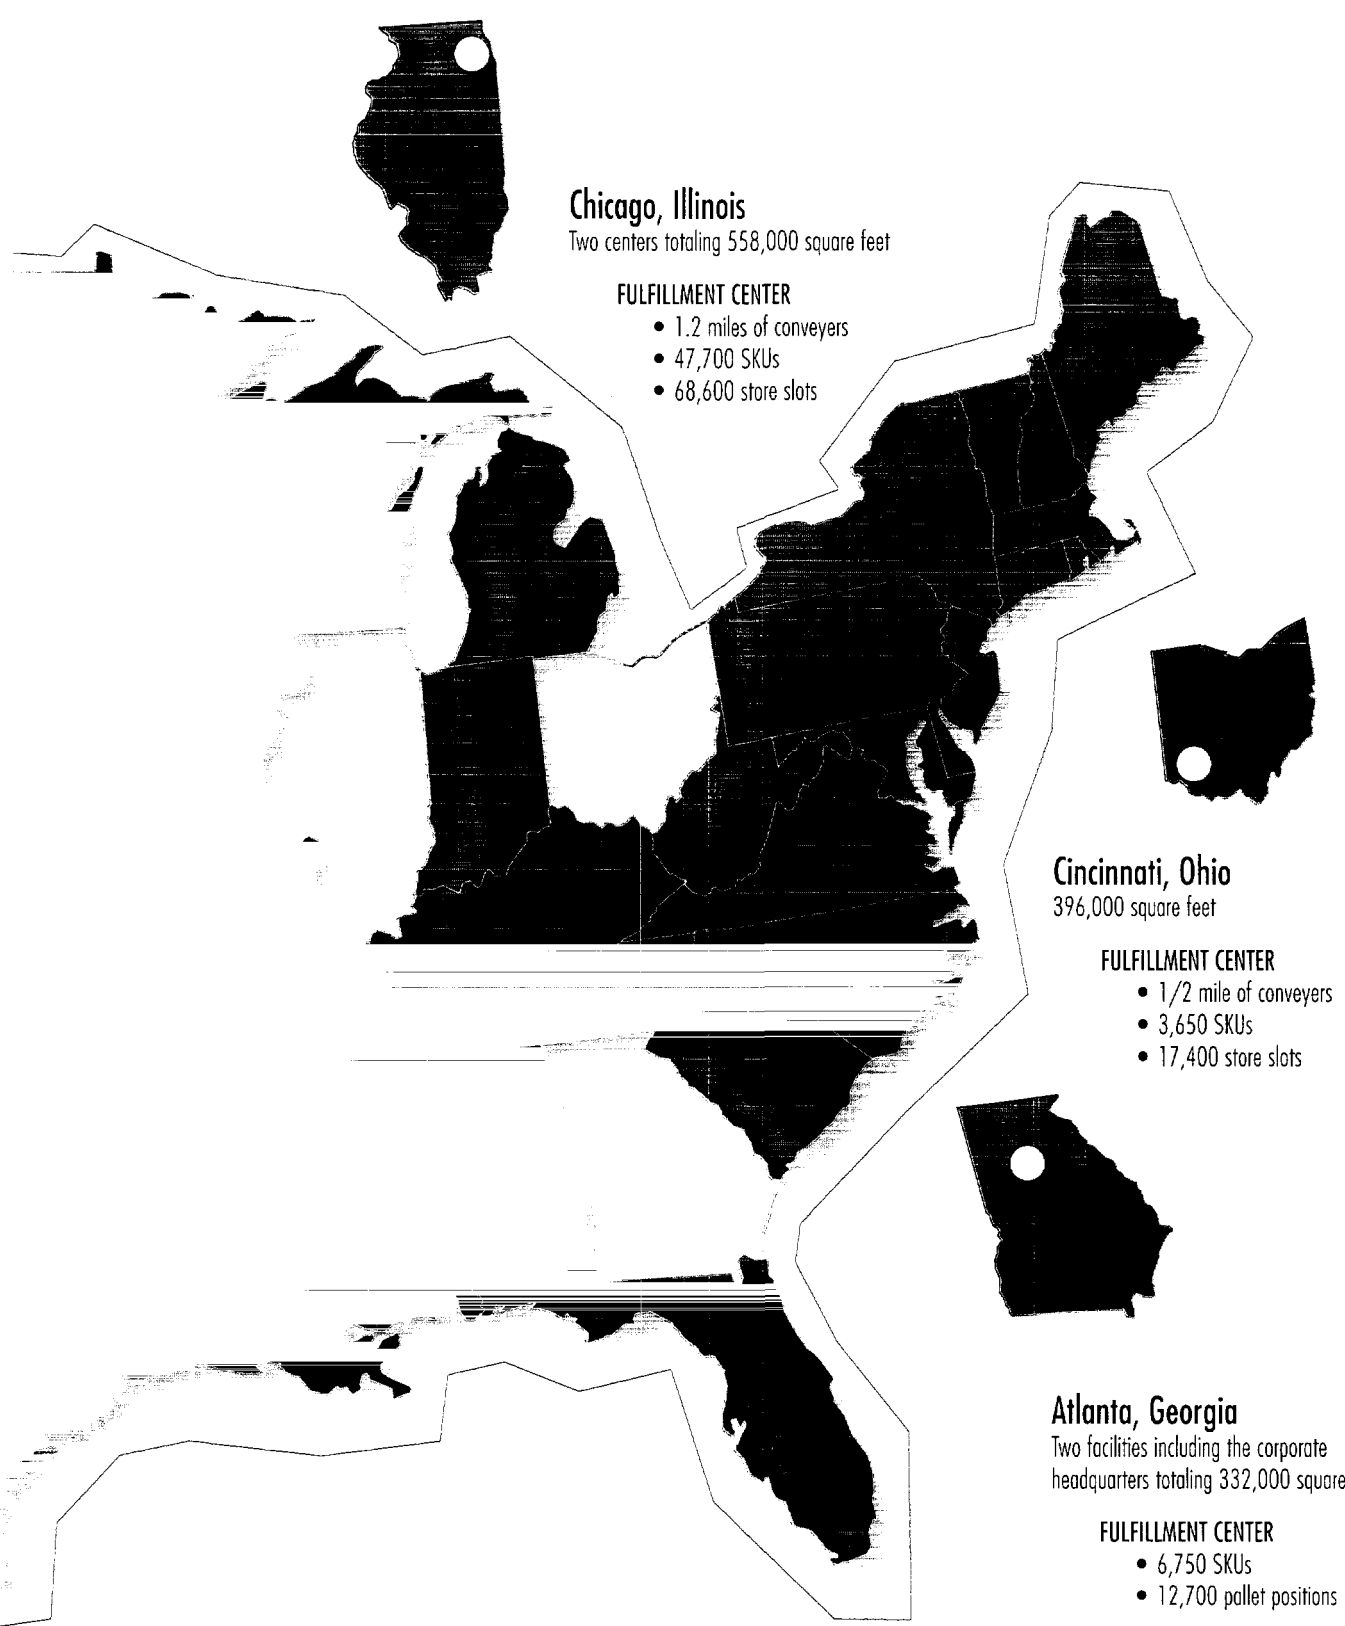 Chicago, Illinois
Two centers totaling 558,000 square feet
FULFILLMENT CENTER
• 1.2 miles of conveyers
• 47,700 SKUs
• 68,600 store slots
Cincinnati, Ohio
396,000 square feet
FULFILLMENT CENTER
• 1/2 mile of conveyers
• 3,650 SKUs
• 17,400 store slots
Atlanta, Georgia
Two facilities including the corporate
headquarters totaling 332,000 square
FULFILLMENT CENTER
• 6,750 SKUs
• 12,700 pallet positions